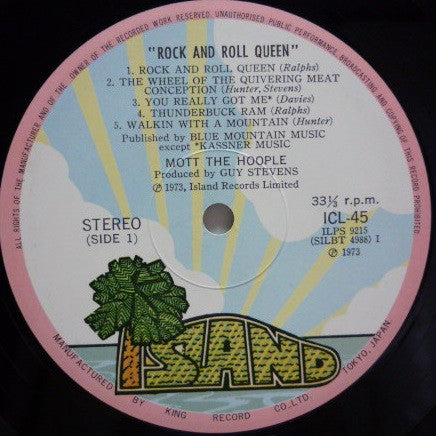 ALL RIGHTS OF THE MANUFACTURER AND OF THE OWNER OF THE RECORDED WORK RESERVED. UNAUTHORISED PUBLIC PERFORMANCE, BROADCASTING AND COPYING OF THIS RECORD PROHIBITED.
"ROCK AND ROLL QUEEN"
1. ROCK AND ROLL QUEEN (Ralphs)
2. THE WHEEL OF THE QUIVERING MEAT
CONCEPTION (Hunter, Stevens)
3. YOU REALLY GOT ME* (Davies)
4. THUNDERBUCK RAM (Ralphs)
5. WALKIN WITH A MOUNTAIN (Hunter)
Published by BLUE MOUNTAIN MUSIC
except *KASSNER MUSIC
MOTT THE HOOPLE
Produced by GUY STEVENS
℗ 1973, Island Records Limited
33⅓ r.p.m.
STEREO
(SIDE 1)
ICL-45
ILPS 9215
(SILBT 4988) I
℗ 1973
ISLAND
MANUFACTURED BY KING RECORD CO., LTD. TOKYO, JAPAN